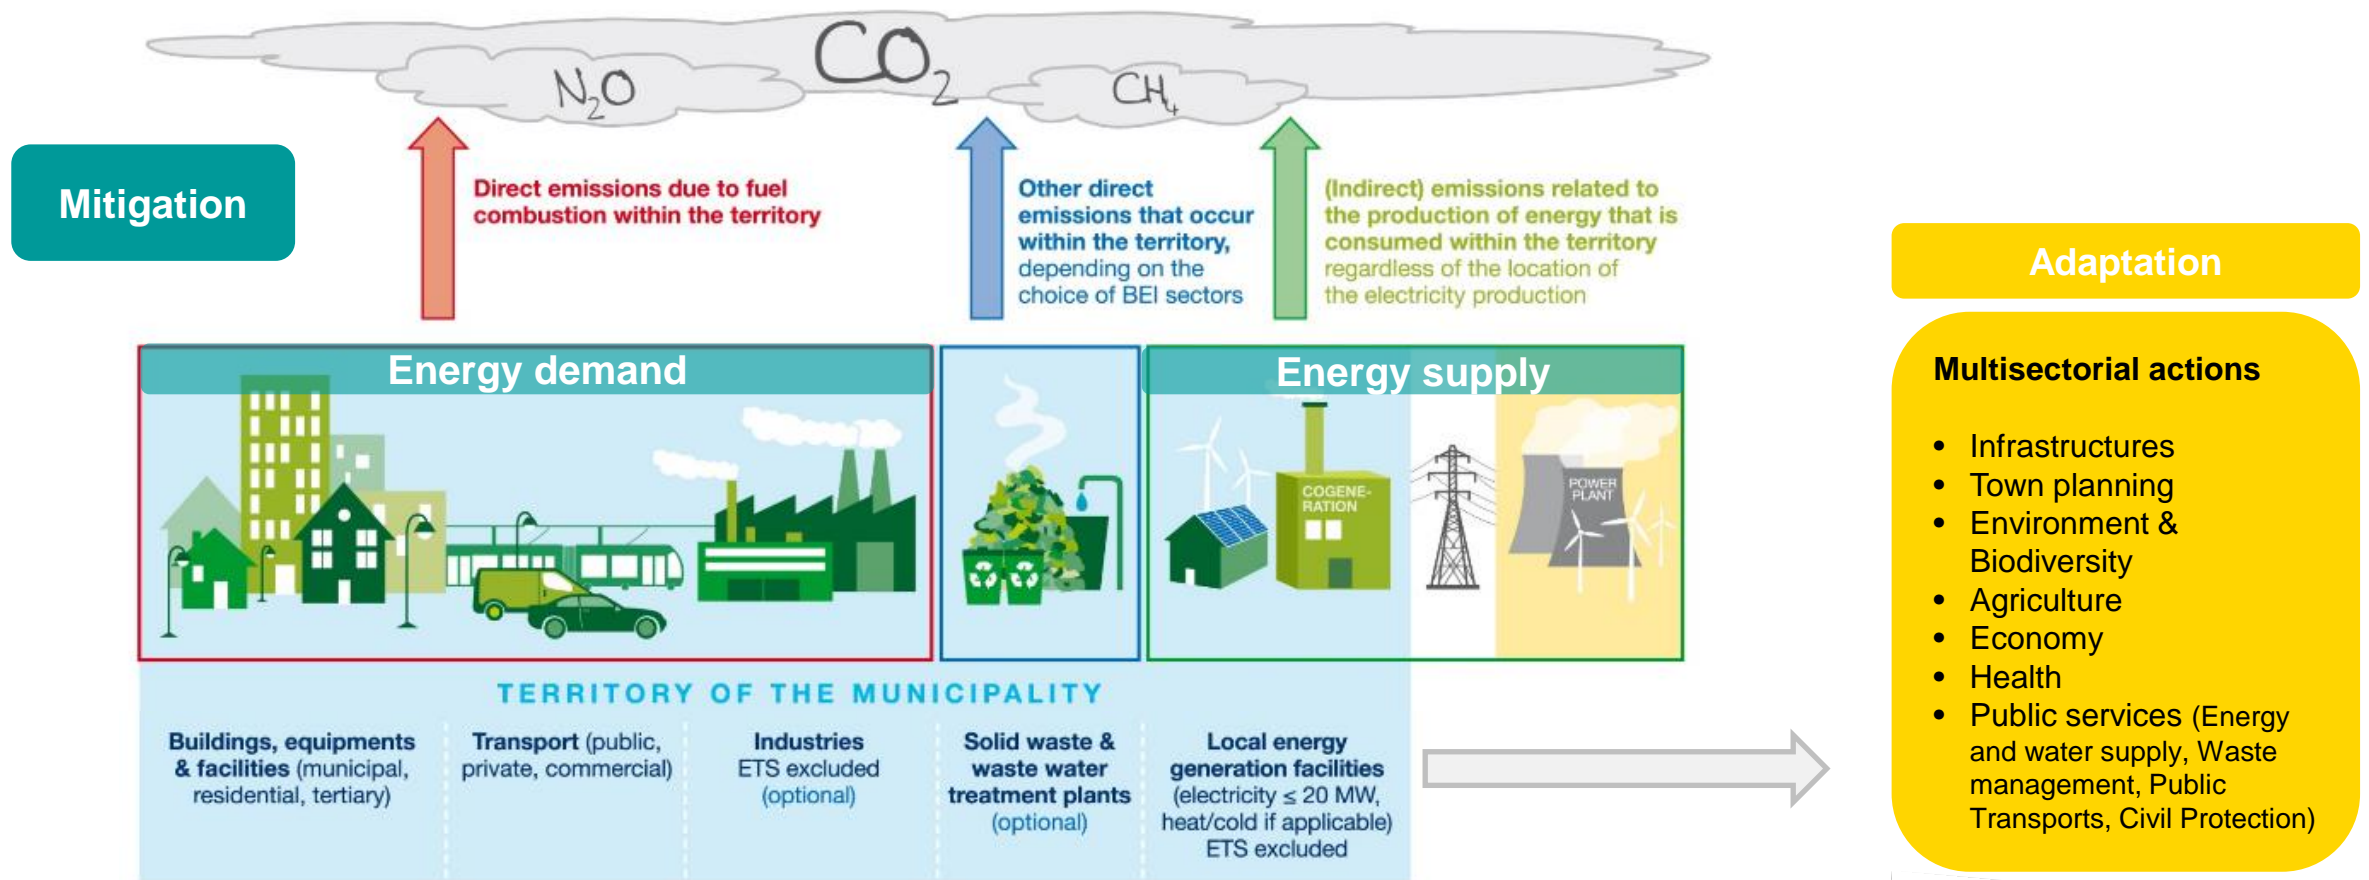 CO2
N2O
CH4
Mitigation
Direct emissions due to fuel
combustion within the territory
Other direct
emissions that occur
within the territory,
depending on the
choice of BEI sectors
(Indirect) emissions related to
the production of energy that is
consumed within the territory
regardless of the location of
the electricity production
Energy demand
Energy supply
COGENE-
RATION
POWER
PLANT
TERRITORY OF THE MUNICIPALITY
Buildings, equipments
& facilities (municipal,
residential, tertiary)
Transport (public,
private, commercial)
Industries
ETS excluded
(optional)
Solid waste &
waste water
treatment plants
(optional)
Local energy
generation facilities
(electricity ≤ 20 MW,
heat/cold if applicable)
ETS excluded
Adaptation
Multisectorial actions
• Infrastructures
• Town planning
• Environment &
Biodiversity
• Agriculture
• Economy
• Health
• Public services (Energy
and water supply, Waste
management, Public
Transports, Civil Protection)